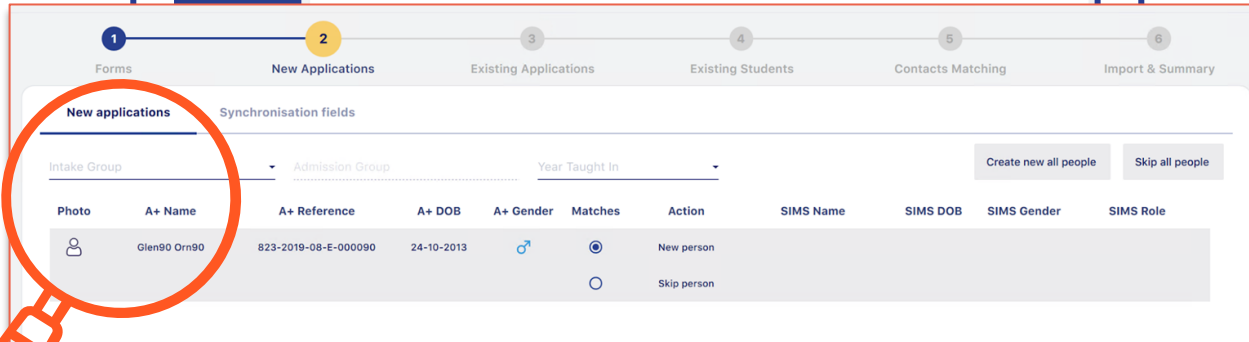 1 2 3 4 5 6
Forms New Applications Existing Applications Existing Students Contacts Matching Import & Summary
New applications Synchronisation fields
Intake Group Admission Group Year Taught In Create new all people Skip all people
Photo A+ Name A+ Reference A+ DOB A+ Gender Matches Action SIMS Name SIMS DOB SIMS Gender SIMS Role
Glen90 Orn90 823-2019-08-E-000090 24-10-2013 New person
Skip person